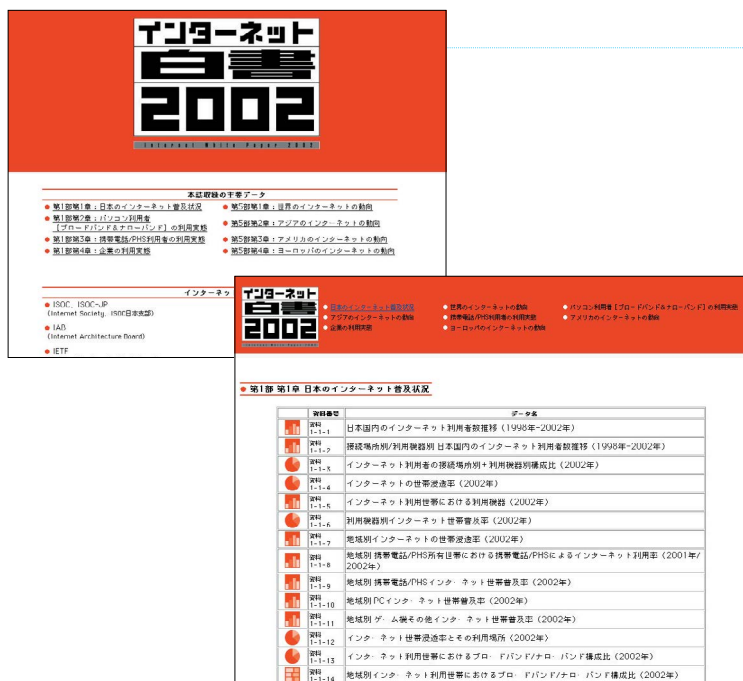 インターネット
白書
2002
Internet White Paper 2002
本誌収録の主要データ
第1部第1章：日本のインターネット普及状況
第1部第2章：パソコン利用者
［ブロードバンド&ナローバンド］の利用実態
第1部第3章：携帯電話/PHS利用者の利用実態
第1部第4章：企業の利用実態
第5部第1章：世界のインターネットの動向
第5部第2章：アジアのインターネットの動向
第5部第3章：アメリカのインターネットの動向
第5部第4章：ヨーロッパのインターネットの動向
インターネッ
ISOC、ISOC-JP
(Internet Society、ISOC日本支部)
IAB
(Internet Architecture Board)
IETF
インターネット
白書
2002
日本のインターネット普及状況
世界のインターネットの動向
パソコン利用者［ブロードバンド&ナローバンド］の利用実態
アジアのインターネットの動向
携帯電話/PHS利用者の利用実態
アメリカのインターネットの動向
企業の利用実態
ヨーロッパのインターネットの動向
第1部 第1章 日本のインターネット普及状況
資料番号 データ名
資料1-1-1 日本国内のインターネット利用者数推移（1998年-2002年）
資料1-1-2 接続場所別/利用機器別 日本国内のインターネット利用者数推移（1998年-2002年）
資料1-1-3 インターネット利用者の接続場所別+利用機器別構成比（2002年）
資料1-1-4 インターネットの世帯浸透率（2002年）
資料1-1-5 インターネット利用世帯における利用機器（2002年）
資料1-1-6 利用機器別インターネット世帯普及率（2002年）
資料1-1-7 地域別インターネットの世帯浸透率（2002年）
資料1-1-8 地域別 携帯電話/PHS所有世帯における携帯電話/PHSによるインターネット利用率（2001年/
2002年）
資料1-1-9 地域別 携帯電話/PHSインターネット世帯普及率（2002年）
資料1-1-10 地域別 PCインターネット世帯普及率（2002年）
資料1-1-11 地域別 ゲーム機その他インターネット世帯普及率（2002年）
資料1-1-12 インターネット世帯浸透率とその利用場所（2002年）
資料1-1-13 インターネット利用世帯におけるブロードバンド/ナローバンド構成比（2002年）
資料1-1-14 地域別インターネット利用世帯におけるブロードバンド/ナローバンド構成比（2002年）